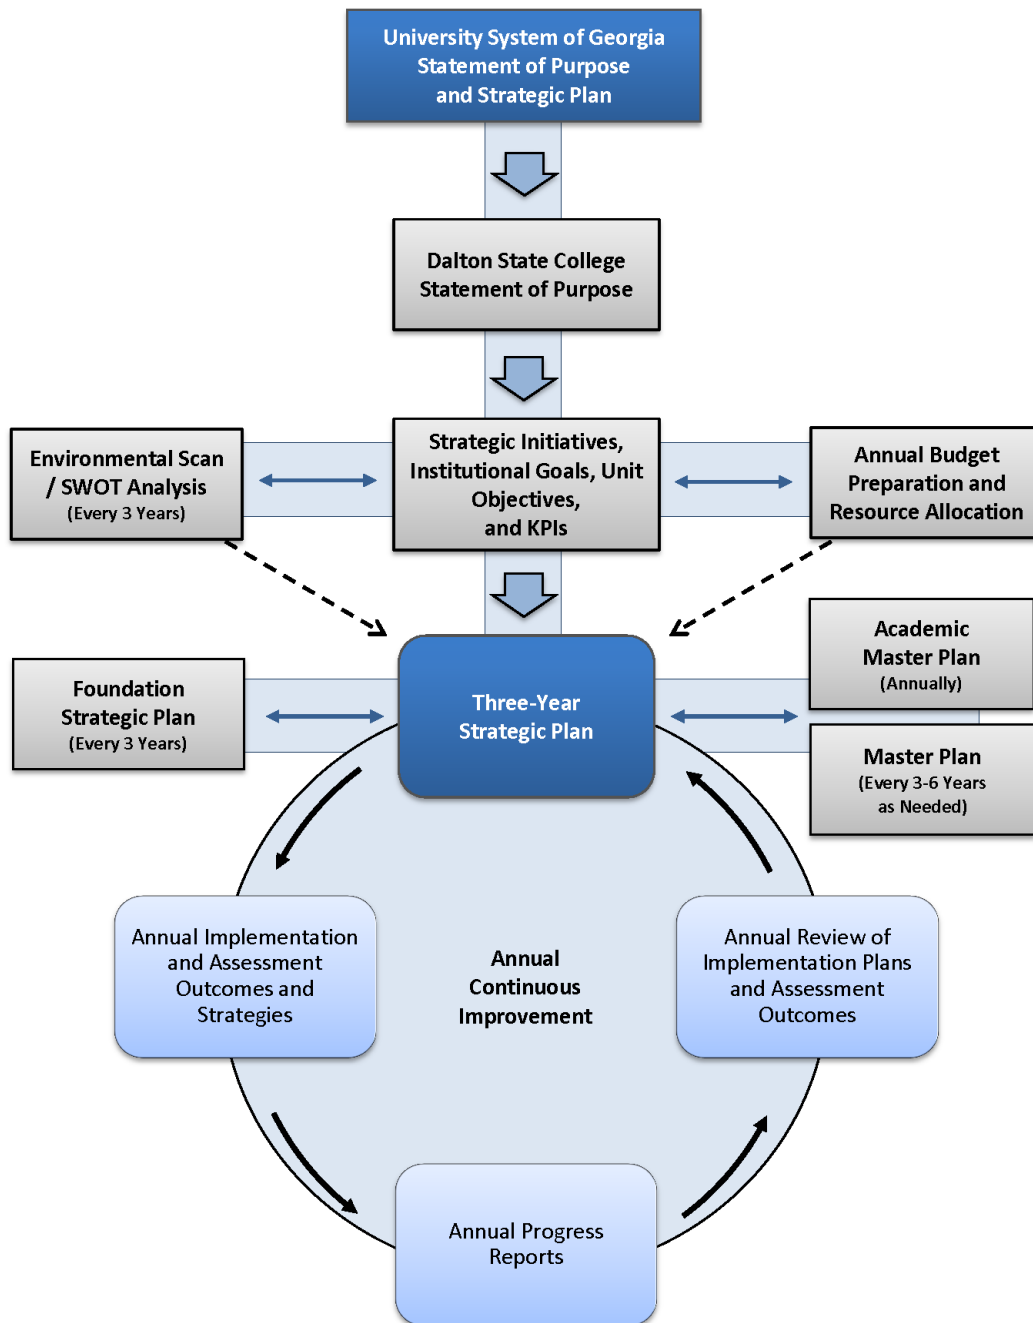 University System of Georgia
Statement of Purpose
and Strategic Plan
Dalton State College
Statement of Purpose
Environmental Scan
/ SWOT Analysis
(Every 3 Years)
Strategic Initiatives,
Institutional Goals, Unit
Objectives,
and KPIs
Annual Budget
Preparation and
Resource Allocation
Foundation
Strategic Plan
(Every 3 Years)
Three-Year
Strategic Plan
Academic
Master Plan
(Annually)
Master Plan
(Every 3-6 Years
as Needed)
Annual Implementation
and Assessment
Outcomes and
Strategies
Annual
Continuous
Improvement
Annual Review of
Implementation Plans
and Assessment
Outcomes
Annual Progress
Reports